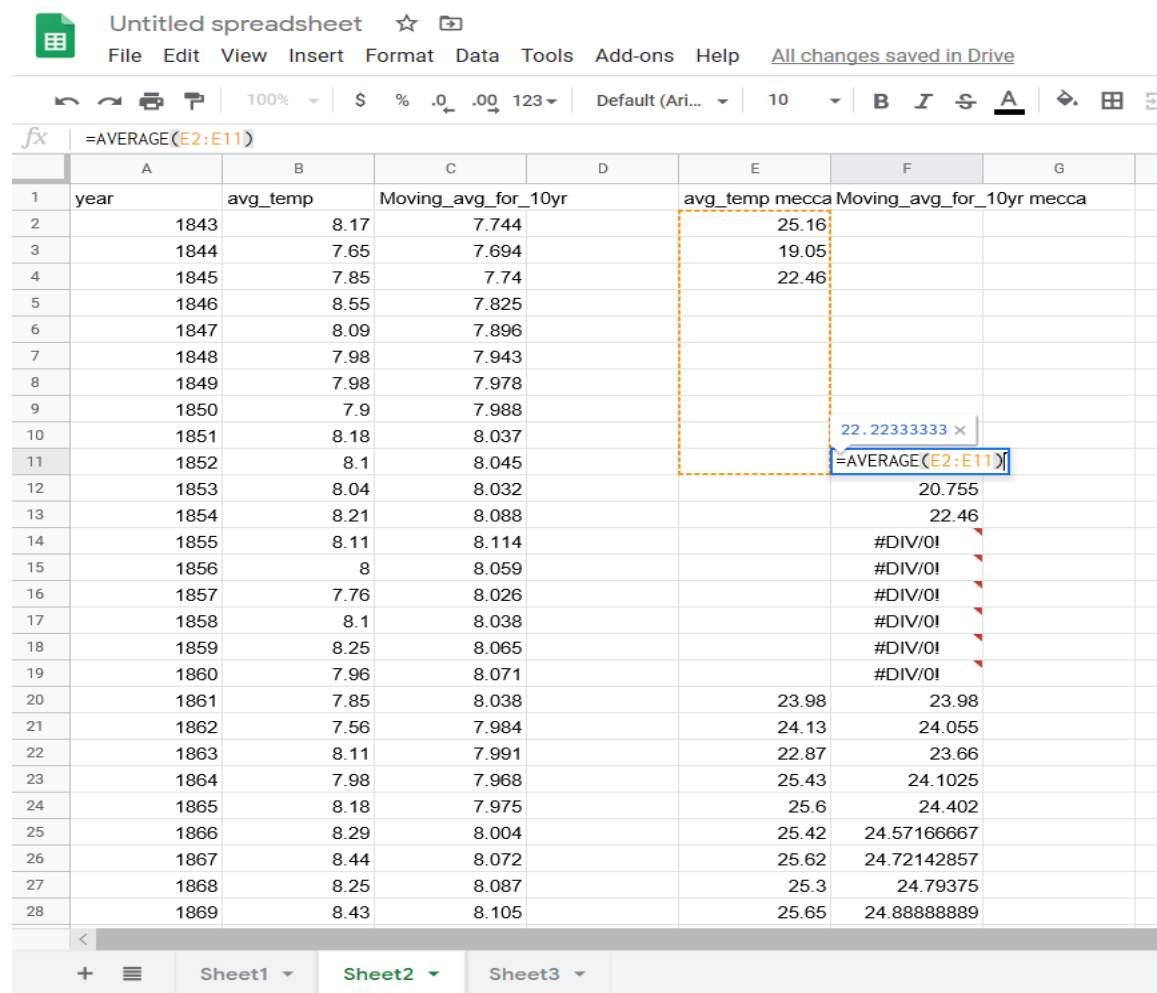 Untitled spreadsheet
File Edit View Insert Format Data Tools Add-ons Help All changes saved in Drive
100% $ % .0 .00 123 Default (Ari... 10 B I S A
fx =AVERAGE(E2:E11)
A B C D E F G
1 year avg_temp Moving_avg_for_10yr avg_temp mecca Moving_avg_for_10yr mecca
2 1843 8.17 7.744 25.16
3 1844 7.65 7.694 19.05
4 1845 7.85 7.74 22.46
5 1846 8.55 7.825
6 1847 8.09 7.896
7 1848 7.98 7.943
8 1849 7.98 7.978
9 1850 7.9 7.988
10 1851 8.18 8.037 22.22333333 ×
11 1852 8.1 8.045 =AVERAGE(E2:E11)
12 1853 8.04 8.032 20.755
13 1854 8.21 8.088 22.46
14 1855 8.11 8.114 #DIV/0!
15 1856 8 8.059 #DIV/0!
16 1857 7.76 8.026 #DIV/0!
17 1858 8.1 8.038 #DIV/0!
18 1859 8.25 8.065 #DIV/0!
19 1860 7.96 8.071 #DIV/0!
20 1861 7.85 8.038 23.98 23.98
21 1862 7.56 7.984 24.13 24.055
22 1863 8.11 7.991 22.87 23.66
23 1864 7.98 7.968 25.43 24.1025
24 1865 8.18 7.975 25.6 24.402
25 1866 8.29 8.004 25.42 24.57166667
26 1867 8.44 8.072 25.62 24.72142857
27 1868 8.25 8.087 25.3 24.79375
28 1869 8.43 8.105 25.65 24.88888889
+ Sheet1 Sheet2 Sheet3